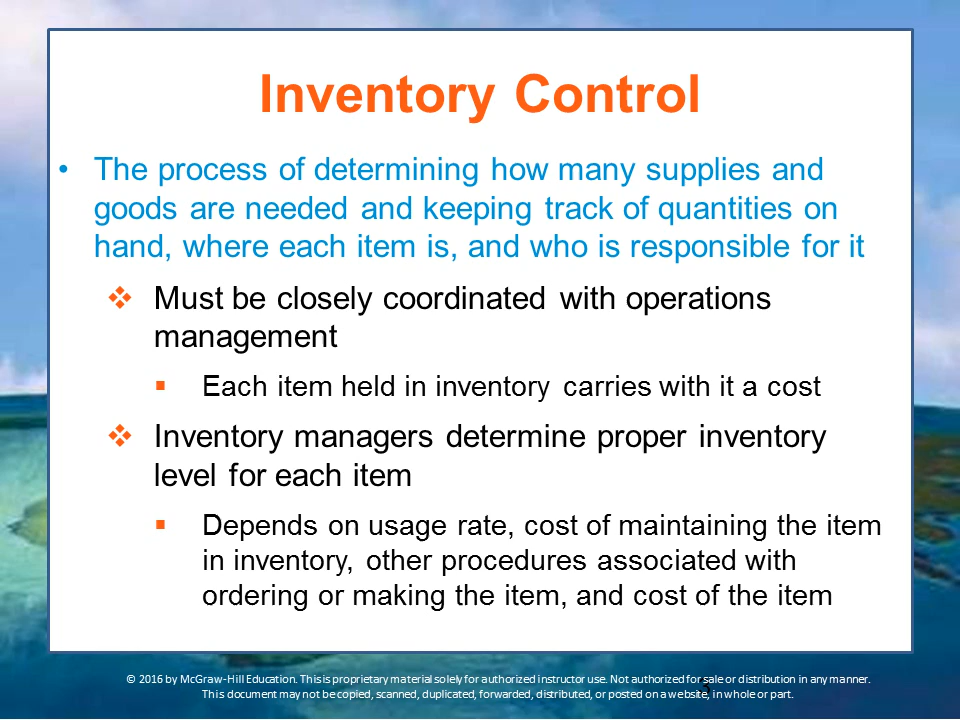 Inventory Control
• The process of determining how many supplies and
goods are needed and keeping track of quantities on
hand, where each item is, and who is responsible for it
❖ Must be closely coordinated with operations
management
▪ Each item held in inventory carries with it a cost
❖ Inventory managers determine proper inventory
level for each item
▪ Depends on usage rate, cost of maintaining the item
in inventory, other procedures associated with
ordering or making the item, and cost of the item
© 2016 by McGraw-Hill Education. This is proprietary material solely for authorized instructor use. Not authorized for sale or distribution in any manner.
This document may not be copied, scanned, duplicated, forwarded, distributed, or posted on a website, in whole or part.